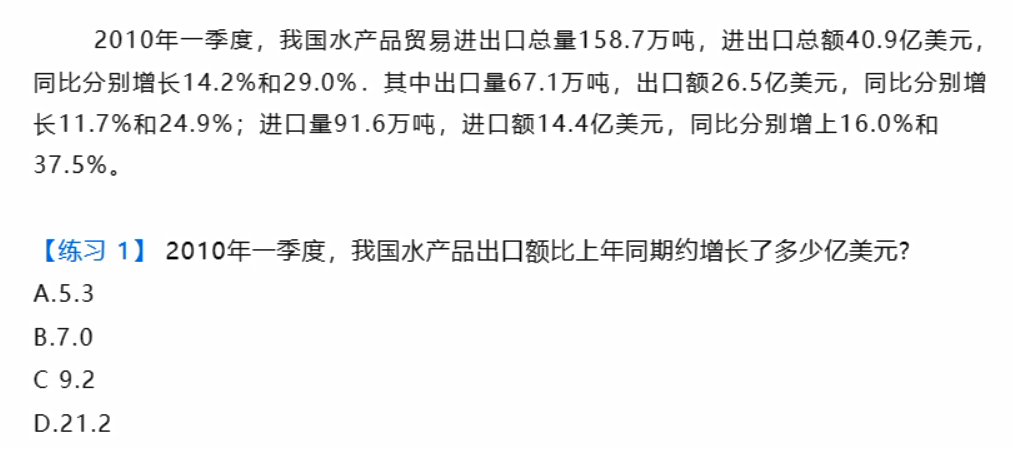 2010年一季度，我国水产品贸易进出口总量158.7万吨，进出口总额40.9亿美元，
同比分别增长14.2%和29.0%．其中出口量67.1万吨，出口额26.5亿美元，同比分别增
长11.7%和24.9%；进口量91.6万吨，进口额14.4亿美元，同比分别增上16.0%和
37.5%。
【练习 1】 2010年一季度，我国水产品出口额比上年同期约增长了多少亿美元？
A.5.3
B.7.0
C 9.2
D.21.2